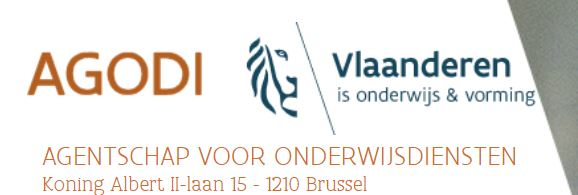 AGODI
Vlaanderen
is onderwijs & vorming
AGENTSCHAP VOOR ONDERWIJSDIENSTEN
Koning Albert II-laan 15 - 1210 Brussel